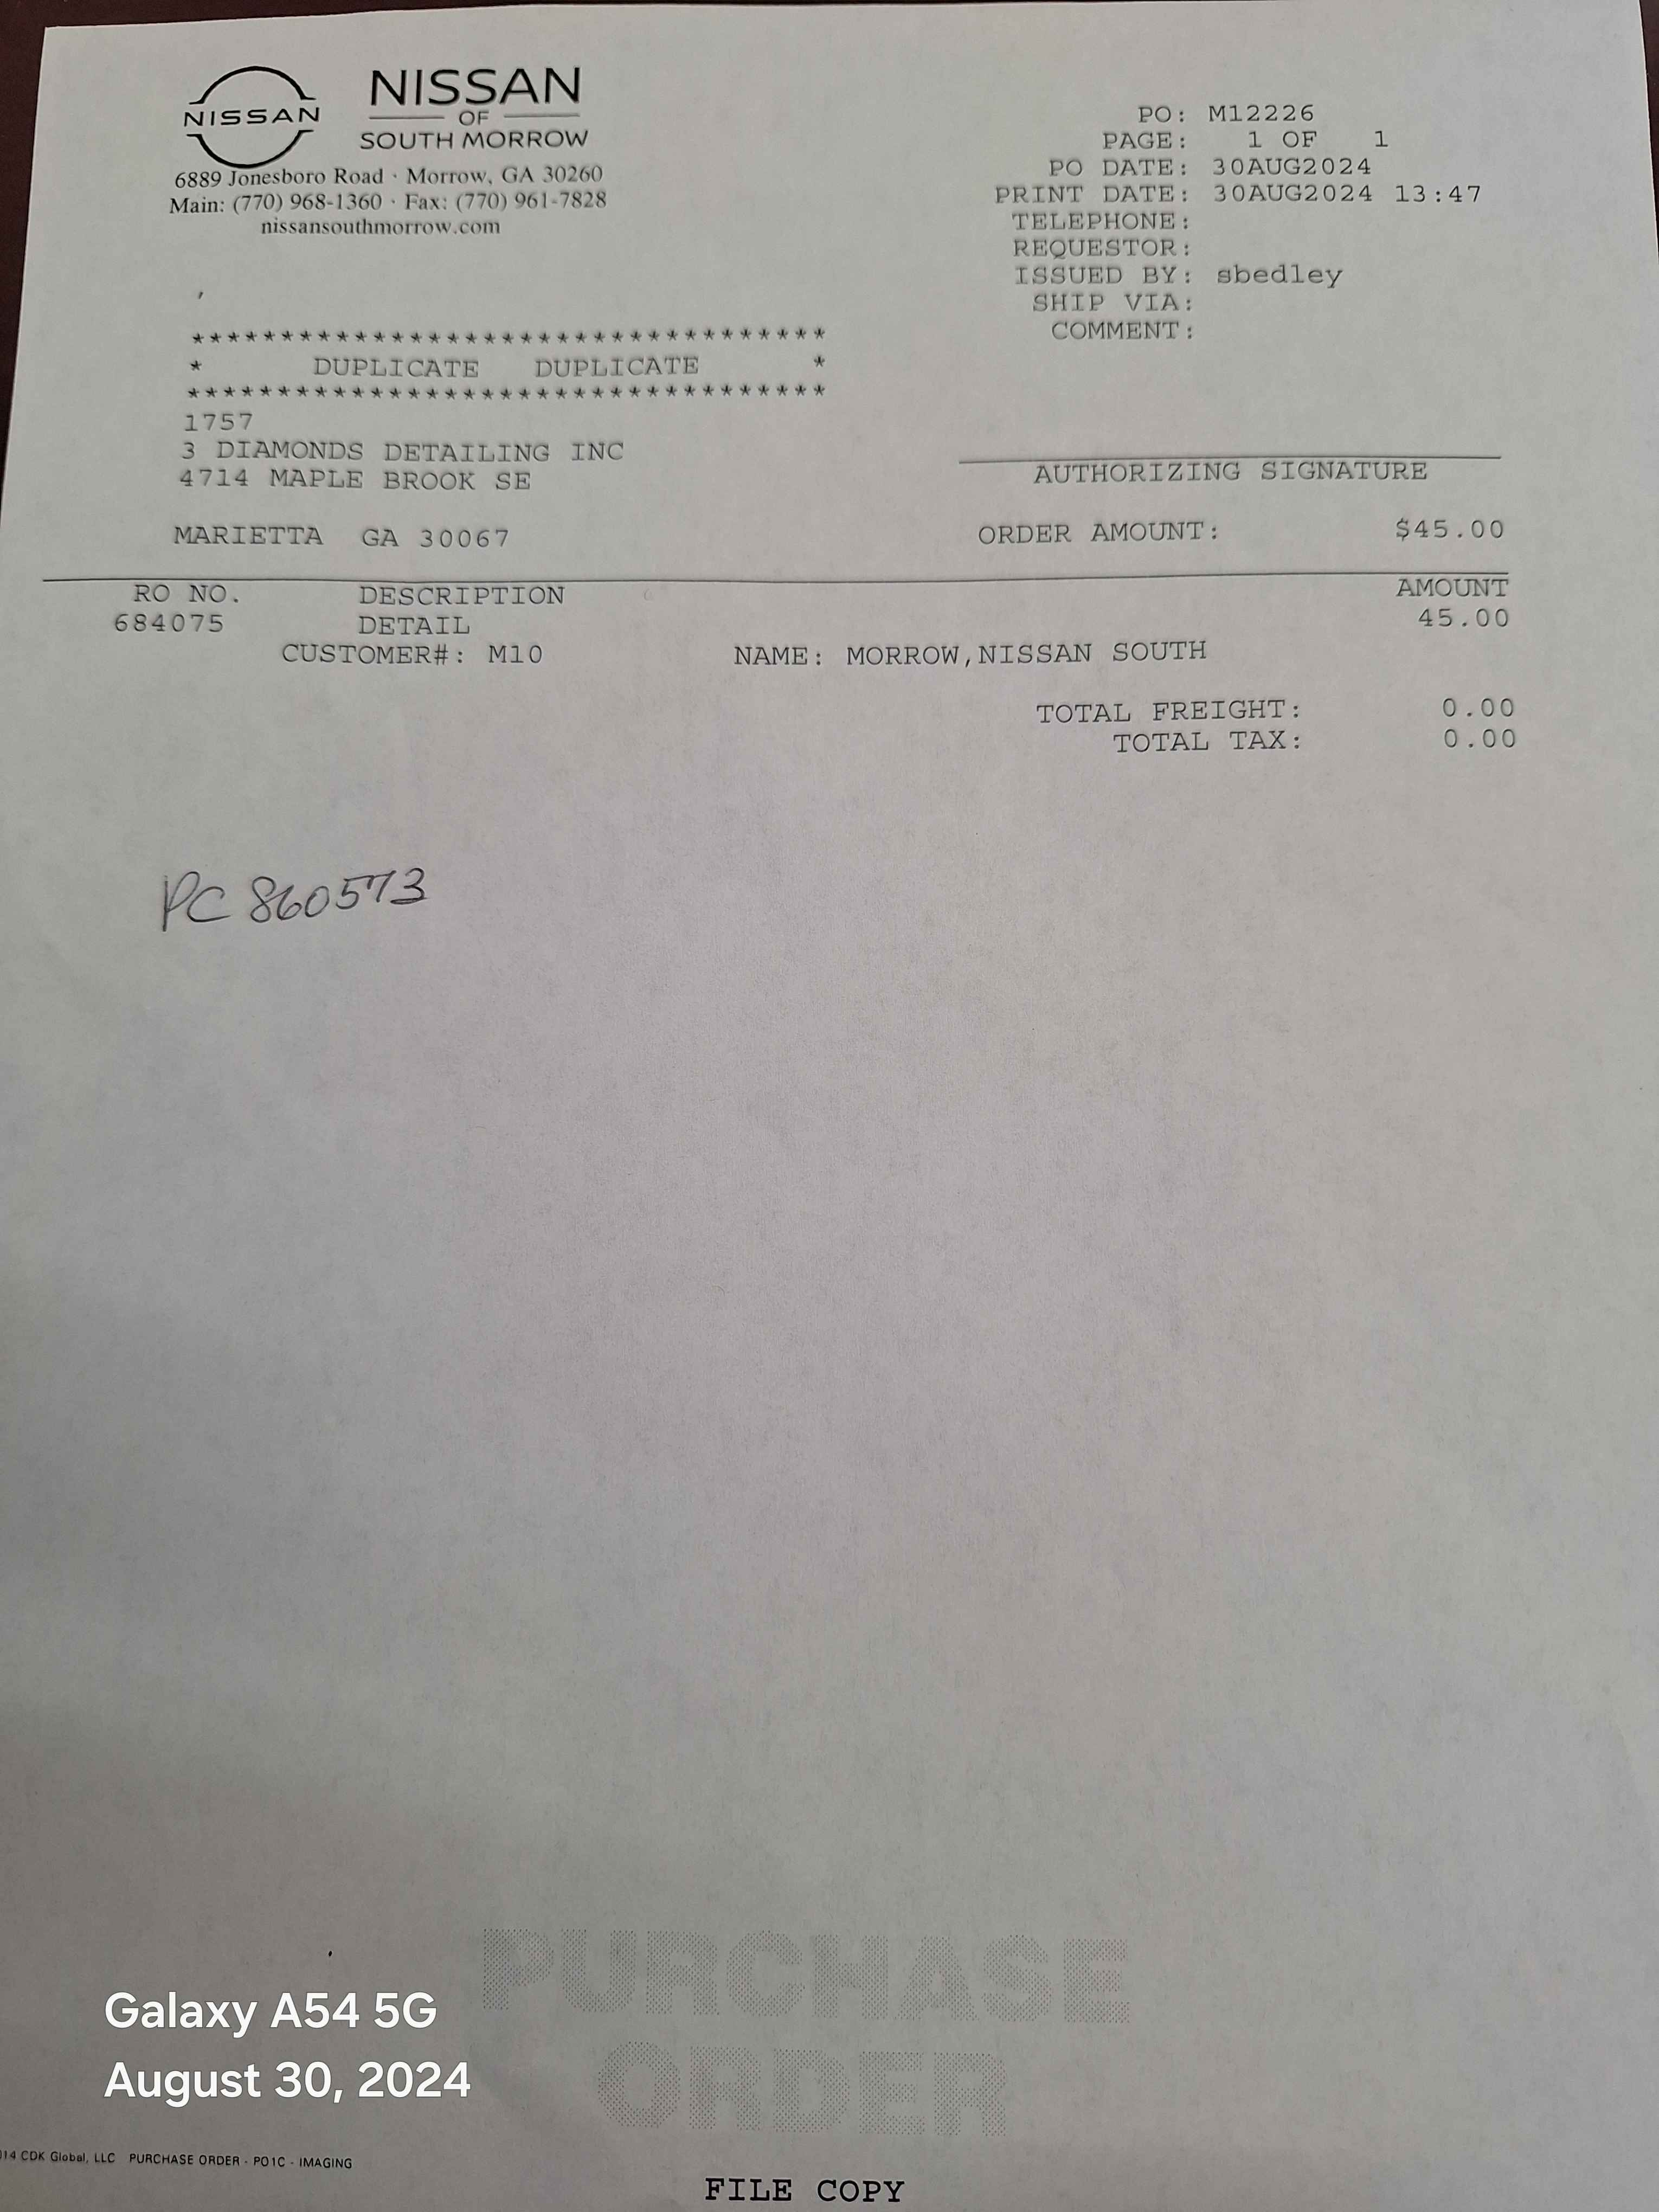 NISSAN
NISSAN
OF
SOUTH MORROW
6889 Jonesboro Road · Morrow, GA 30260
Main: (770) 968-1360 · Fax: (770) 961-7828
nissansouthmorrow.com
PO: M12226
PAGE: 1 OF 1
PO DATE: 30AUG2024
PRINT DATE: 30AUG2024 13:47
TELEPHONE:
REQUESTOR:
ISSUED BY: sbedley
SHIP VIA:
COMMENT:
,
***********************************
* DUPLICATE DUPLICATE *
***********************************
1757
3 DIAMONDS DETAILING INC
4714 MAPLE BROOK SE
MARIETTA GA 30067
AUTHORIZING SIGNATURE
ORDER AMOUNT: $45.00
RO NO. DESCRIPTION AMOUNT
684075 DETAIL 45.00
CUSTOMER#: M10 NAME: MORROW,NISSAN SOUTH
TOTAL FREIGHT: 0.00
TOTAL TAX: 0.00
PC 860573
PURCHASE
ORDER
Galaxy A54 5G
August 30, 2024
14 CDK Global, LLC PURCHASE ORDER - PO1C - IMAGING
FILE COPY